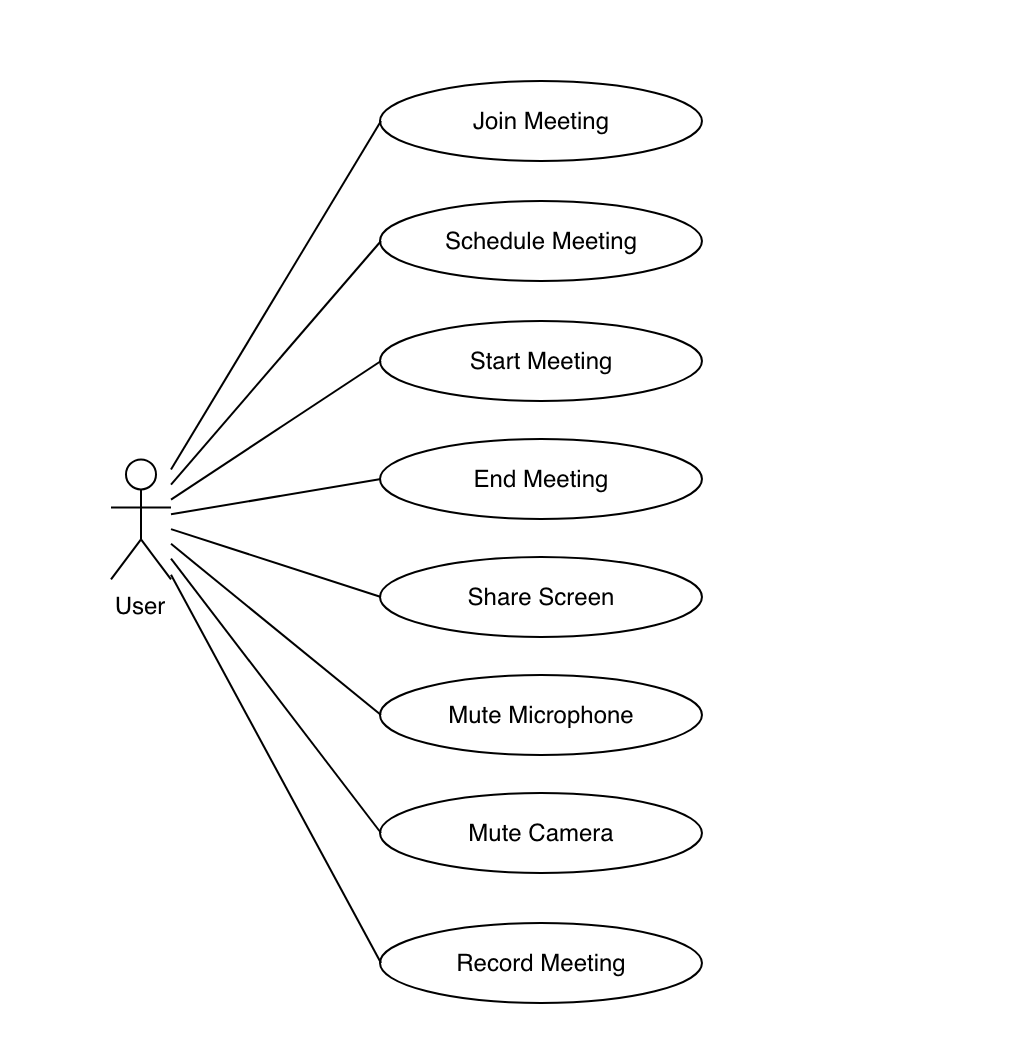 Join Meeting
Schedule Meeting
Start Meeting
End Meeting
User
Share Screen
Mute Microphone
Mute Camera
Record Meeting